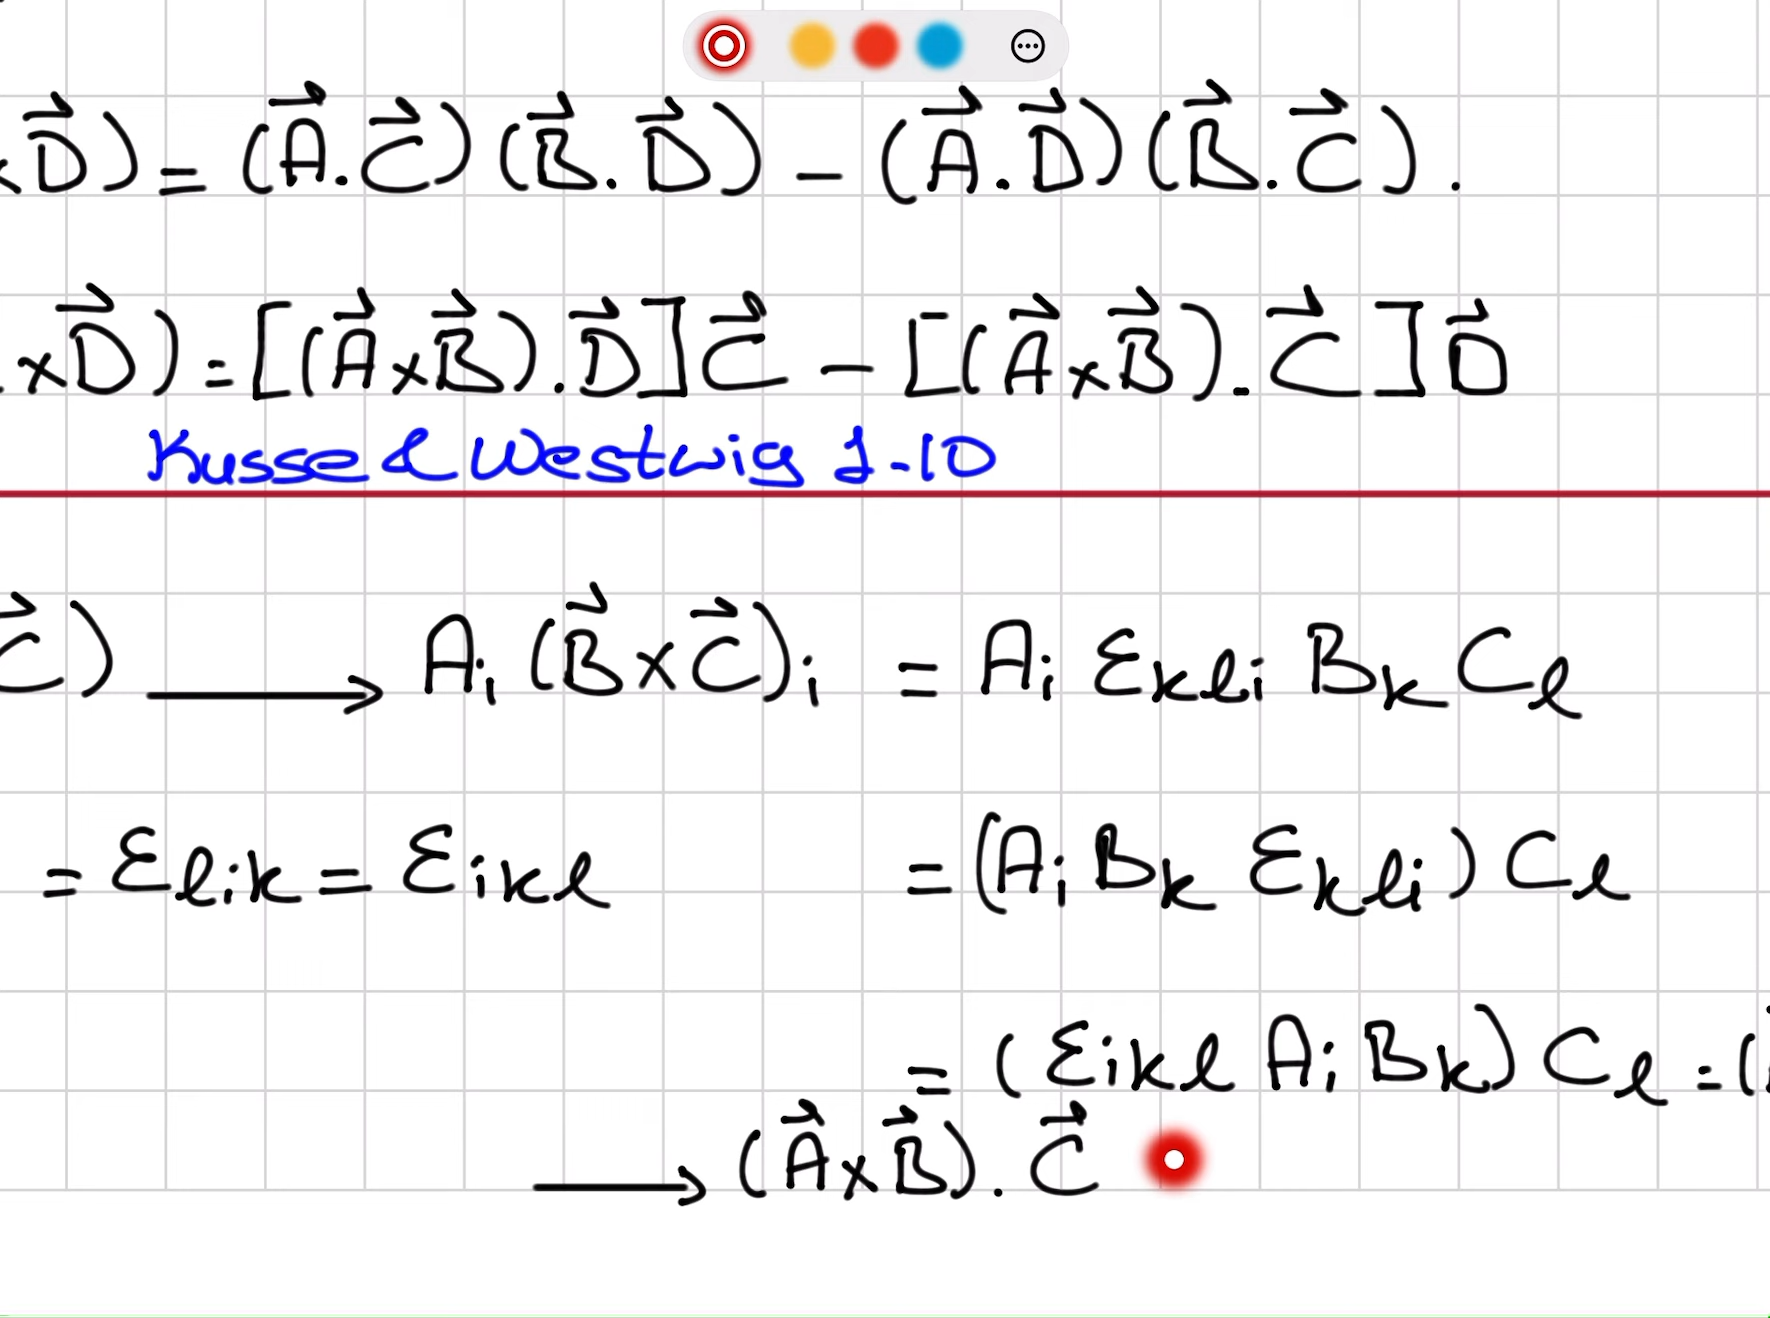 ×D⃗) = (A⃗.C⃗)(B⃗.D⃗) - (A⃗.D⃗)(B⃗.C⃗).
×D⃗) = [(A⃗×B⃗).D⃗]C⃗ - [(A⃗×B⃗).C⃗]D⃗
Kusse & Westwig 1-10
C⃗) ⟶ Aᵢ (B⃗×C⃗)ᵢ = Aᵢ εₖₗᵢ Bₖ Cₗ
= εₗᵢₖ = εᵢₖₗ = (Aᵢ Bₖ εₖₗᵢ) Cₗ
= (εᵢₖₗ Aᵢ Bₖ) Cₗ = (
⟶ (A⃗×B⃗).C⃗